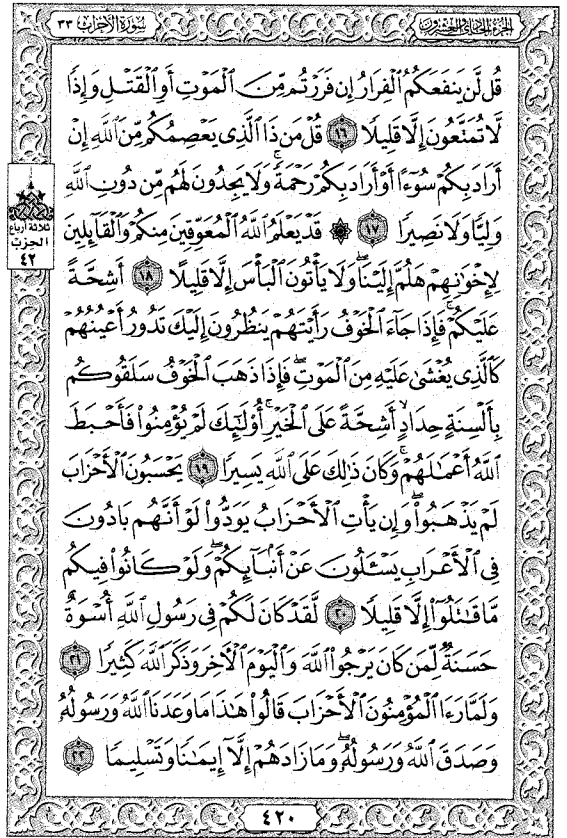 الجزء الحادي والعشرون
سورة الأحزاب ٣٣
قُل لَّن يَنفَعَكُمُ ٱلْفِرَارُ إِن فَرَرْتُم مِّنَ ٱلْمَوْتِ أَوِ ٱلْقَتْلِ وَإِذًا
لَّا تُمَتَّعُونَ إِلَّا قَلِيلًا ١٦ قُلْ مَن ذَا ٱلَّذِى يَعْصِمُكُم مِّنَ ٱللَّهِ إِنْ
أَرَادَ بِكُمْ سُوٓءًا أَوْ أَرَادَ بِكُمْ رَحْمَةً ۚ وَلَا يَجِدُونَ لَهُم مِّن دُونِ ٱللَّهِ
وَلِيًّا وَلَا نَصِيرًا ١٧ ۞ قَدْ يَعْلَمُ ٱللَّهُ ٱلْمُعَوِّقِينَ مِنكُمْ وَٱلْقَآئِلِينَ
لِإِخْوَٰنِهِمْ هَلُمَّ إِلَيْنَا ۖ وَلَا يَأْتُونَ ٱلْبَأْسَ إِلَّا قَلِيلًا ١٨ أَشِحَّةً
عَلَيْكُمْ ۖ فَإِذَا جَآءَ ٱلْخَوْفُ رَأَيْتَهُمْ يَنظُرُونَ إِلَيْكَ تَدُورُ أَعْيُنُهُمْ
كَٱلَّذِى يُغْشَىٰ عَلَيْهِ مِنَ ٱلْمَوْتِ ۖ فَإِذَا ذَهَبَ ٱلْخَوْفُ سَلَقُوكُم
بِأَلْسِنَةٍ حِدَادٍ أَشِحَّةً عَلَى ٱلْخَيْرِ ۚ أُو۟لَٰٓئِكَ لَمْ يُؤْمِنُوا۟ فَأَحْبَطَ
ٱللَّهُ أَعْمَٰلَهُمْ ۚ وَكَانَ ذَٰلِكَ عَلَى ٱللَّهِ يَسِيرًا ١٩ يَحْسَبُونَ ٱلْأَحْزَابَ
لَمْ يَذْهَبُوا۟ ۖ وَإِن يَأْتِ ٱلْأَحْزَابُ يَوَدُّوا۟ لَوْ أَنَّهُم بَادُونَ
فِى ٱلْأَعْرَابِ يَسْـَٔلُونَ عَنْ أَنۢبَآئِكُمْ ۖ وَلَوْ كَانُوا۟ فِيكُم
مَّا قَٰتَلُوٓا۟ إِلَّا قَلِيلًا ٢٠ لَّقَدْ كَانَ لَكُمْ فِى رَسُولِ ٱللَّهِ أُسْوَةٌ
حَسَنَةٌ لِّمَن كَانَ يَرْجُوا۟ ٱللَّهَ وَٱلْيَوْمَ ٱلْءَاخِرَ وَذَكَرَ ٱللَّهَ كَثِيرًا ٢١
وَلَمَّا رَءَا ٱلْمُؤْمِنُونَ ٱلْأَحْزَابَ قَالُوا۟ هَٰذَا مَا وَعَدَنَا ٱللَّهُ وَرَسُولُهُۥ
وَصَدَقَ ٱللَّهُ وَرَسُولُهُۥ ۚ وَمَا زَادَهُمْ إِلَّآ إِيمَٰنًا وَتَسْلِيمًا ٢٢
ثلاثة أرباع
الحزب
٤٢
٤٢٠